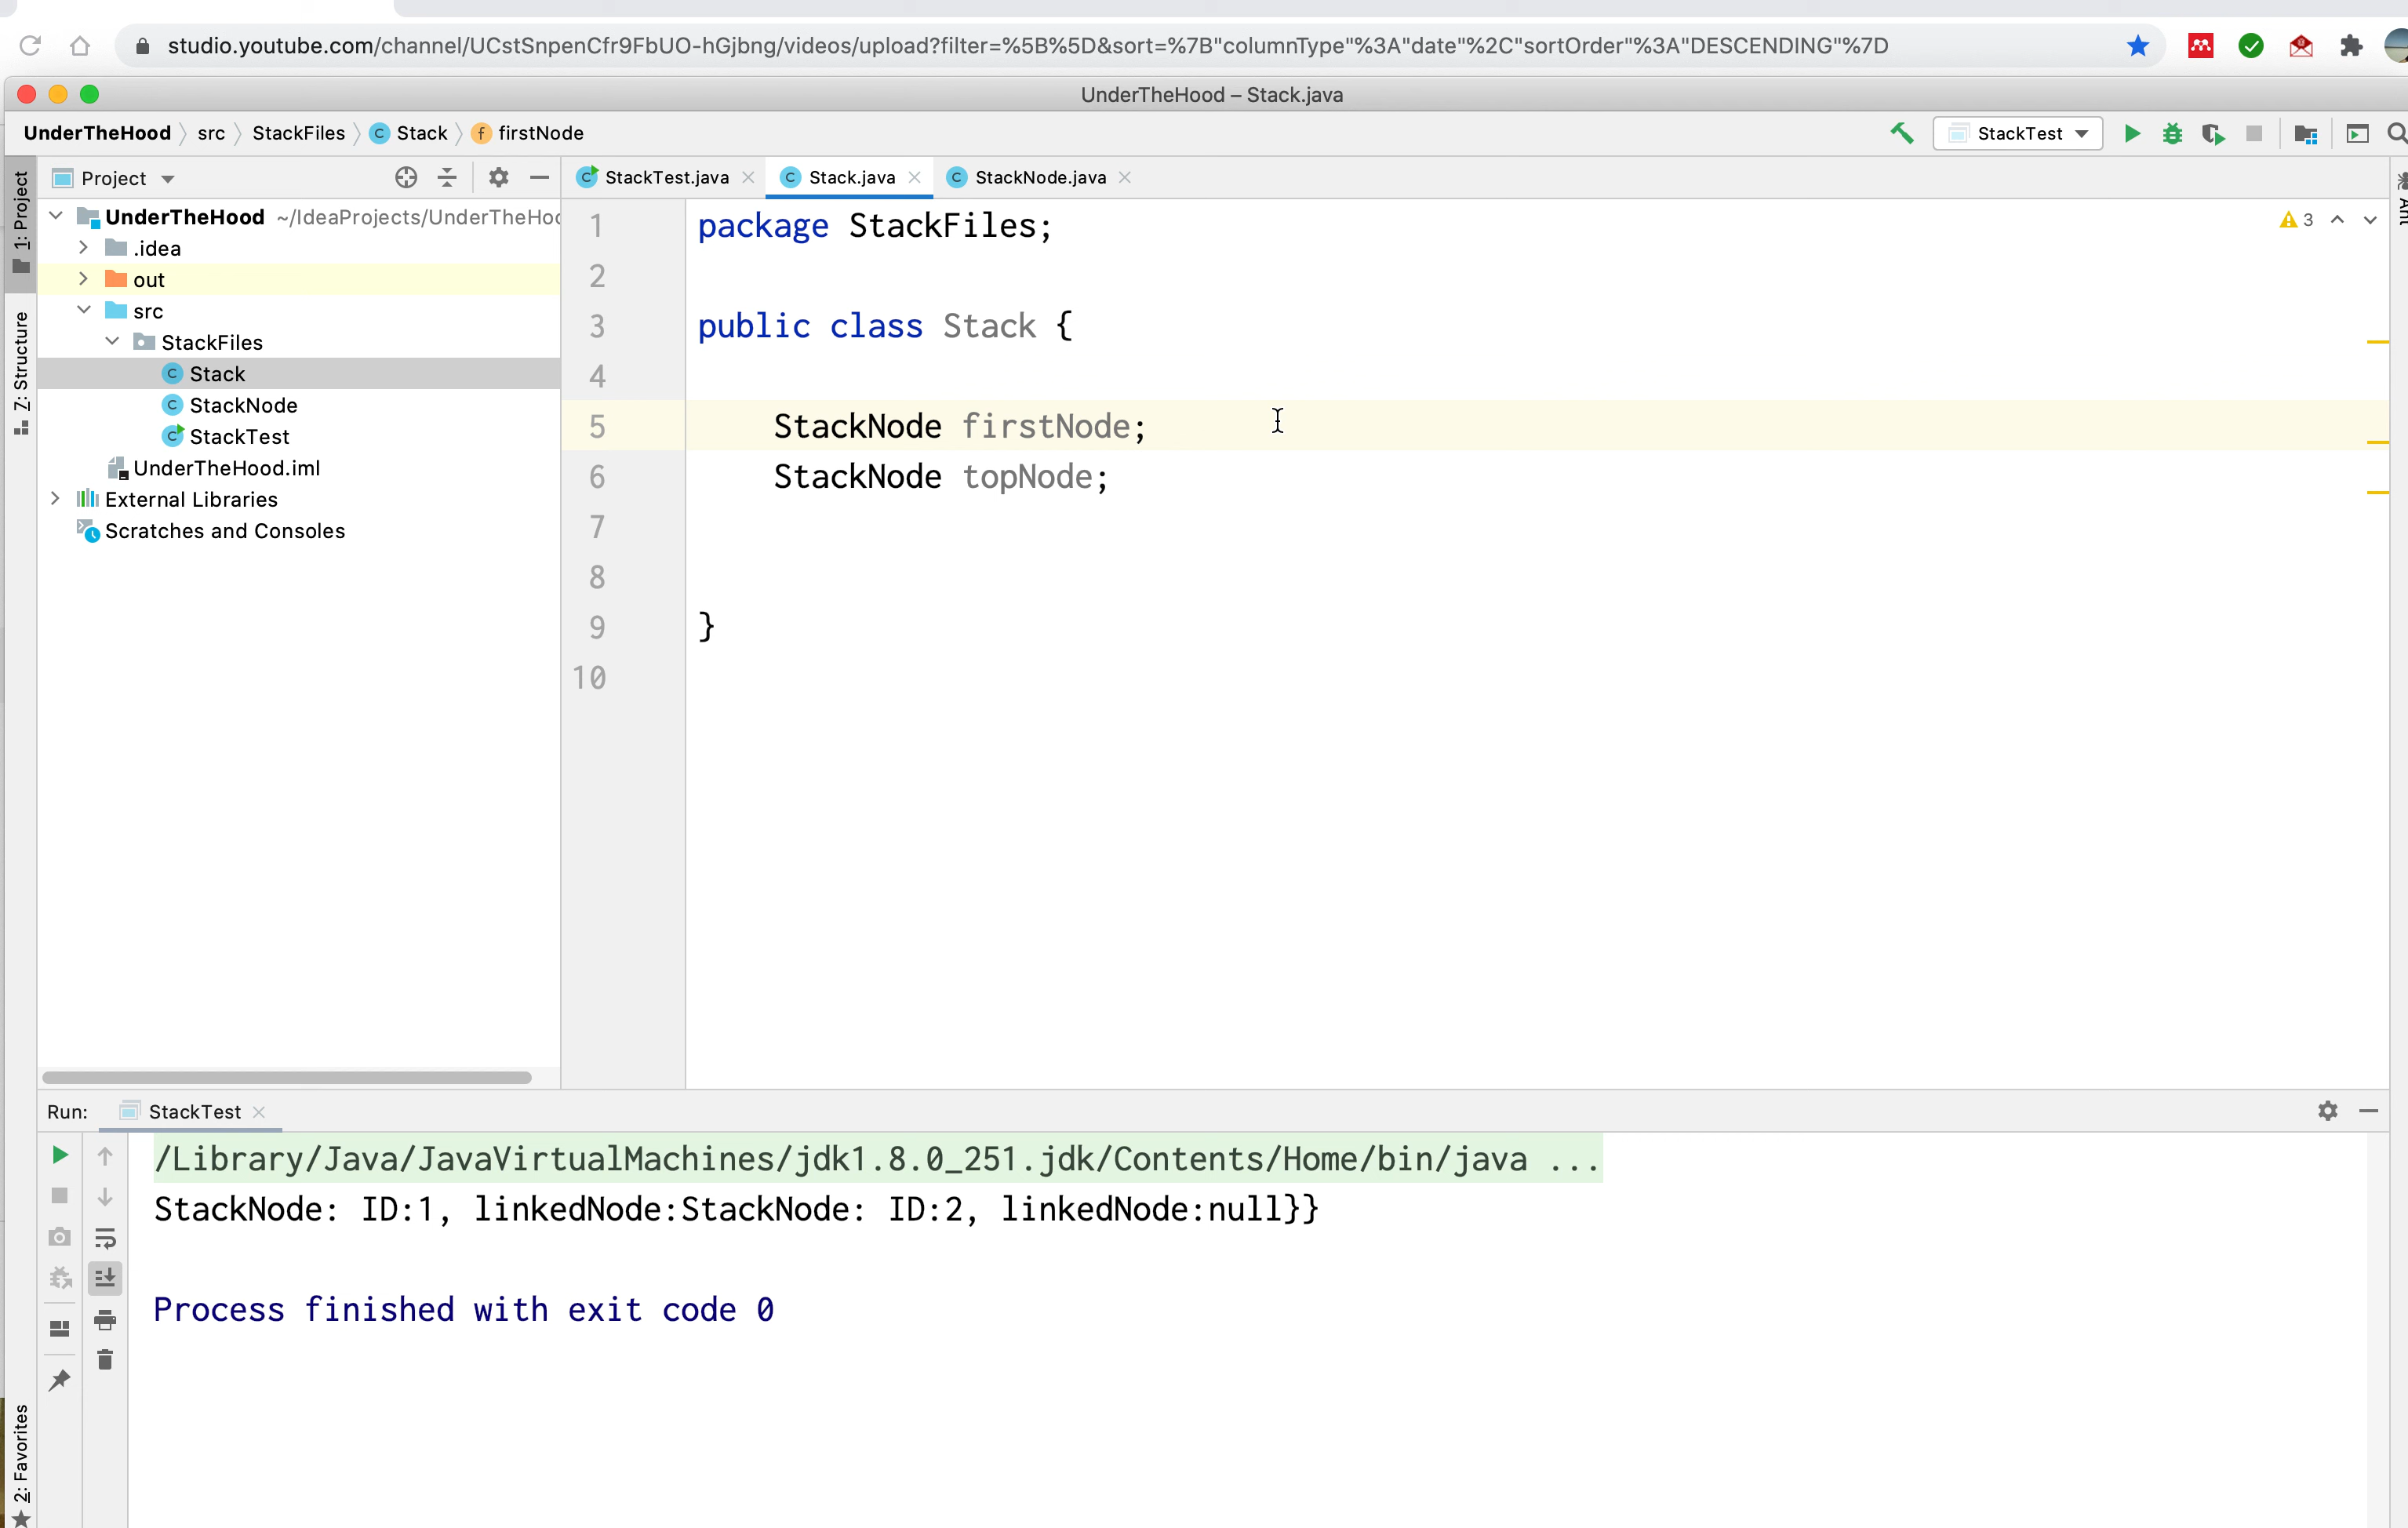 studio.youtube.com/channel/UCstSnpenCfr9FbUO-hGjbng/videos/upload?filter=%5B%5D&sort=%7B"columnType"%3A"date"%2C"sortOrder"%3A"DESCENDING"%7D
UnderTheHood – Stack.java
UnderTheHood src StackFiles Stack firstNode
StackTest
1: Project
Z: Structure
2: Favorites
Ant
Project
UnderTheHood ~/IdeaProjects/UnderTheHoo
.idea
out
src
StackFiles
Stack
StackNode
StackTest
UnderTheHood.iml
External Libraries
Scratches and Consoles
StackTest.java Stack.java StackNode.java
3
1 package StackFiles;
2
3 public class Stack {
4
5 StackNode firstNode;
6 StackNode topNode;
7
8
9 }
10
Run: StackTest
/Library/Java/JavaVirtualMachines/jdk1.8.0_251.jdk/Contents/Home/bin/java ...
StackNode: ID:1, linkedNode:StackNode: ID:2, linkedNode:null}}
Process finished with exit code 0